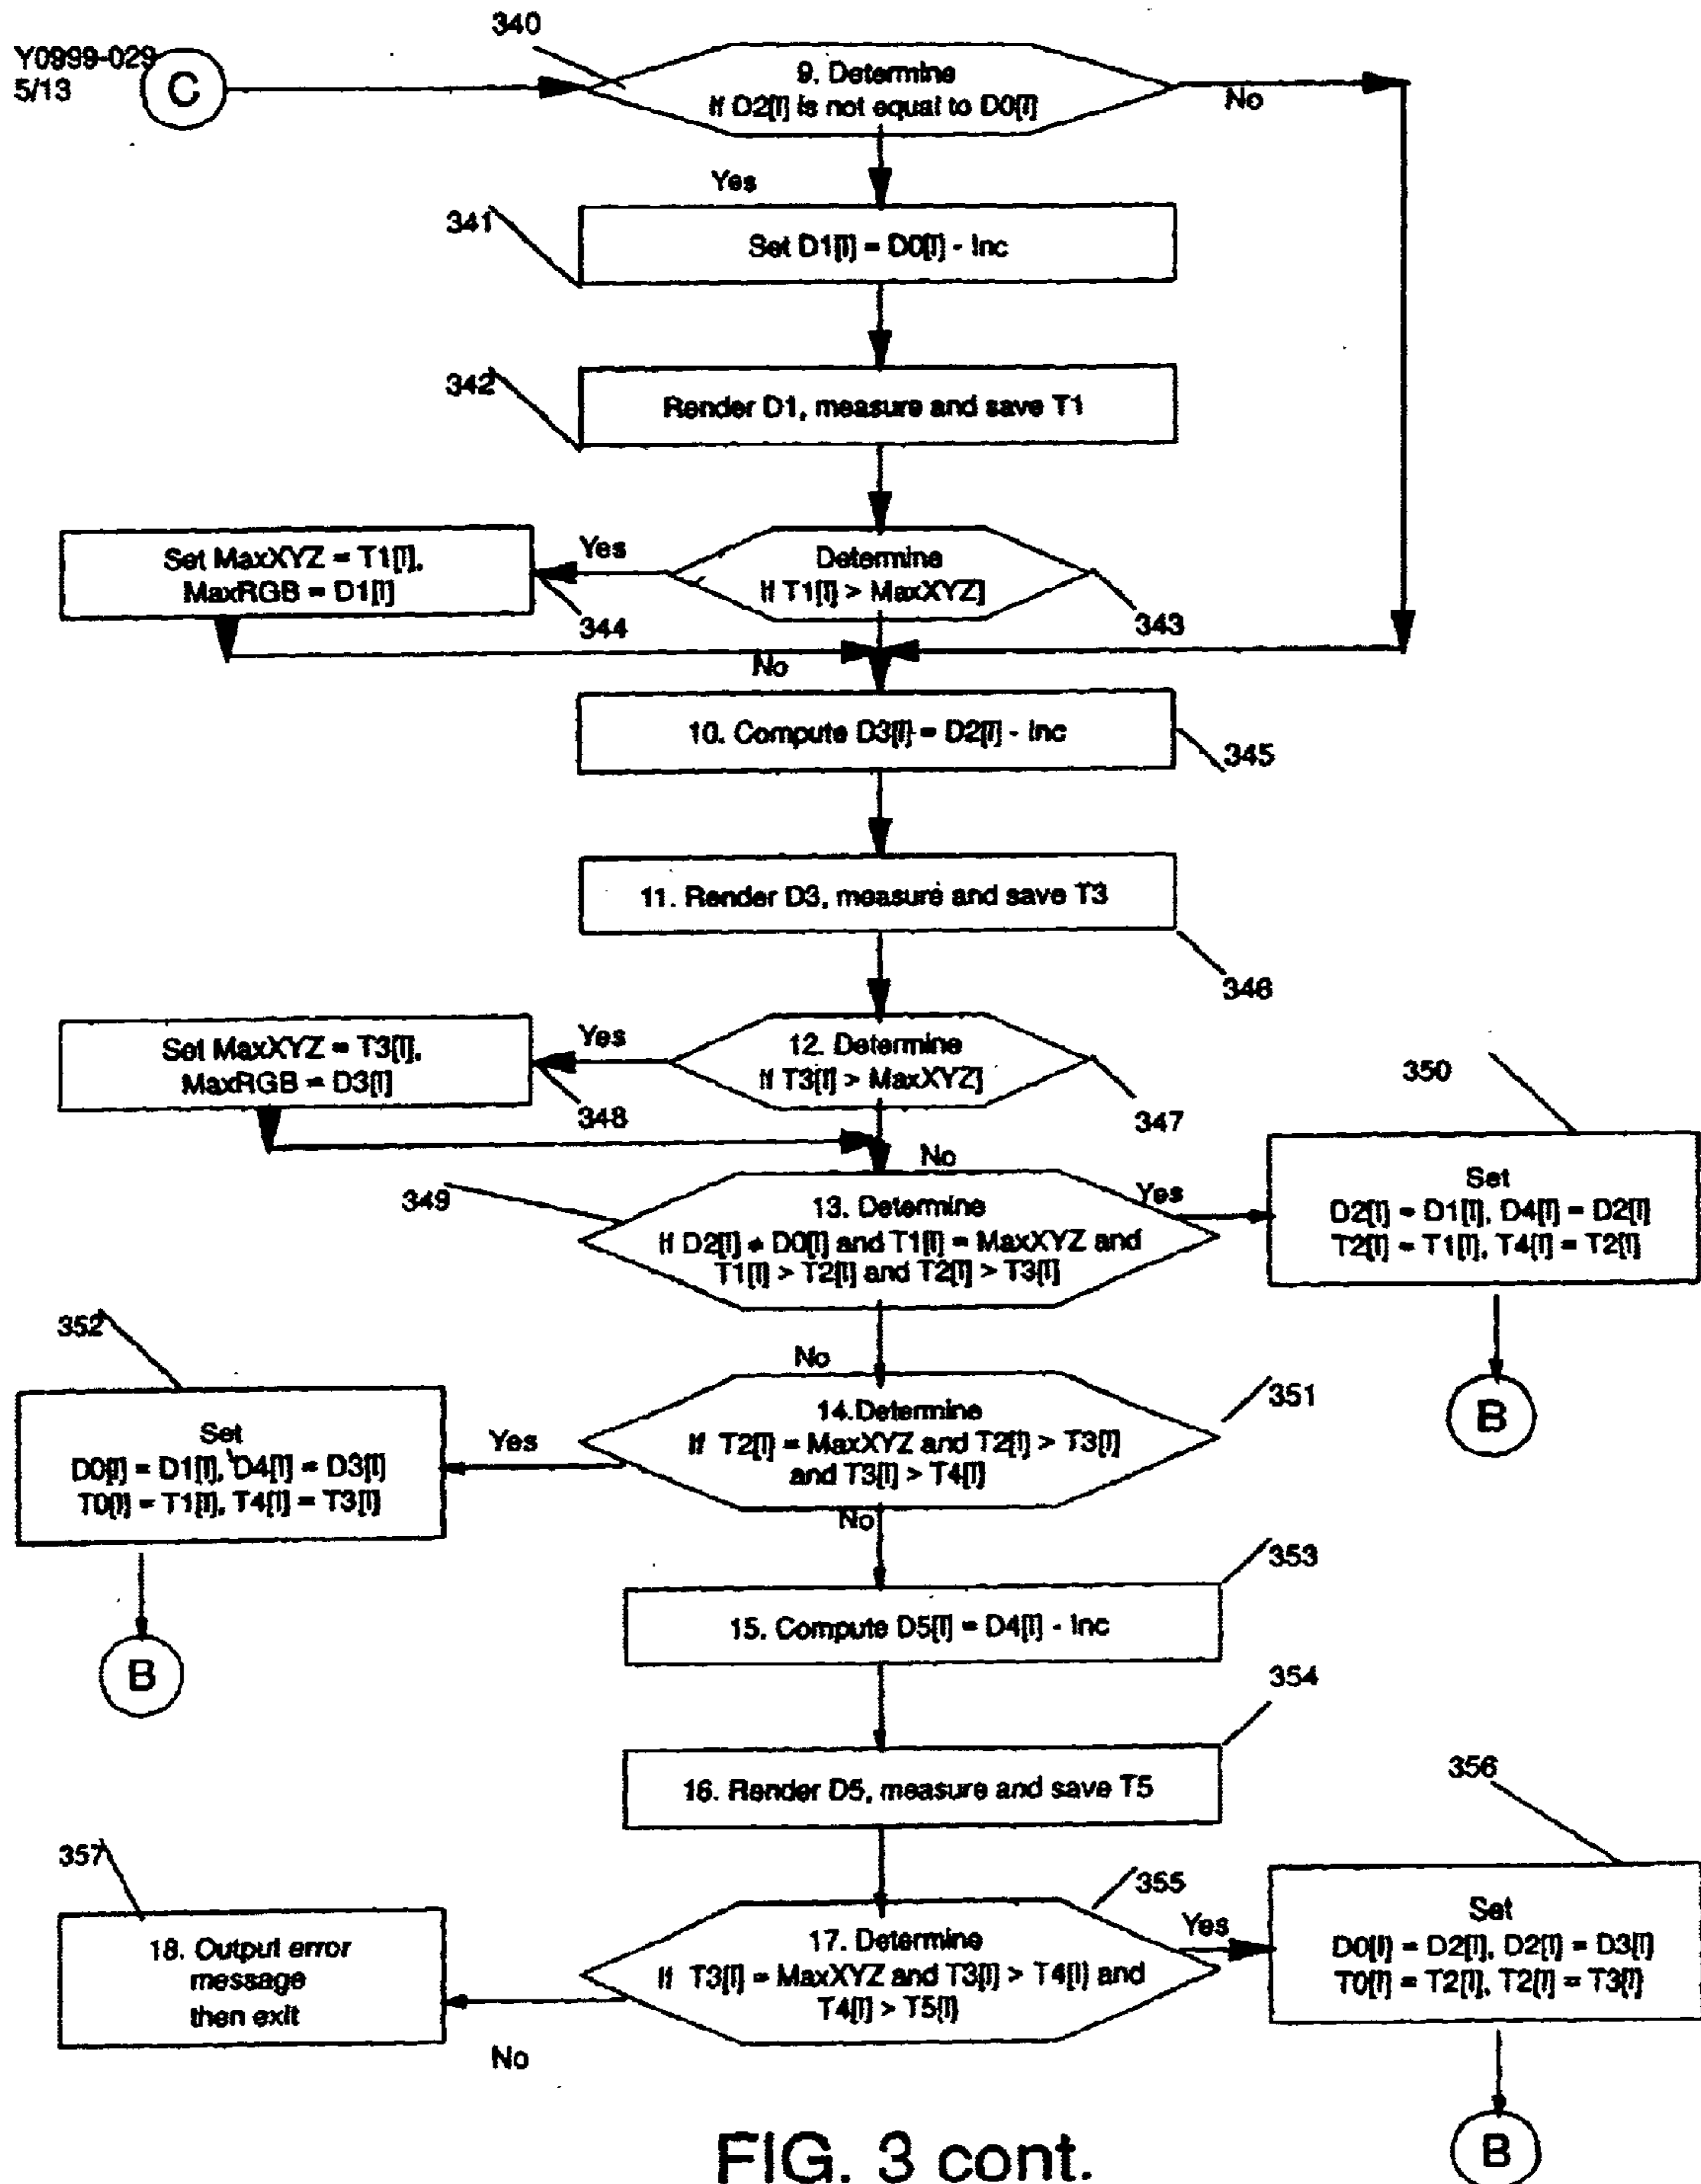 Y0999-029
5/13
C
340
9. Determine
If D2[I] is not equal to D0[I]
No
Yes
341
Set D1[I] = D0[I] - Inc
342
Render D1, measure and save T1
Set MaxXYZ = T1[I],
MaxRGB = D1[I]
Yes
Determine
If T1[I] > MaxXYZ]
344
343
No
10. Compute D3[I] = D2[I] - Inc
345
11. Render D3, measure and save T3
346
Set MaxXYZ = T3[I],
MaxRGB = D3[I]
Yes
12. Determine
If T3[I] > MaxXYZ]
348
347
350
No
349
13. Determine
If D2[I] ≠ D0[I] and T1[I] = MaxXYZ and
T1[I] > T2[I] and T2[I] > T3[I]
Yes
Set
D2[I] = D1[I], D4[I] = D2[I]
T2[I] = T1[I], T4[I] = T2[I]
B
352
No
351
Set
D0[I] = D1[I], D4[I] = D3[I]
T0[I] = T1[I], T4[I] = T3[I]
Yes
14.Determine
If T2[I] = MaxXYZ and T2[I] > T3[I]
and T3[I] > T4[I]
No
B
353
15. Compute D5[I] = D4[I] - Inc
354
16. Render D5, measure and save T5
356
357
355
18. Output error
message
then exit
17. Determine
If T3[I] = MaxXYZ and T3[I] > T4[I] and
T4[I] > T5[I]
Yes
Set
D0[I] = D2[I], D2[I] = D3[I]
T0[I] = T2[I], T2[I] = T3[I]
No
B
FIG. 3 cont.